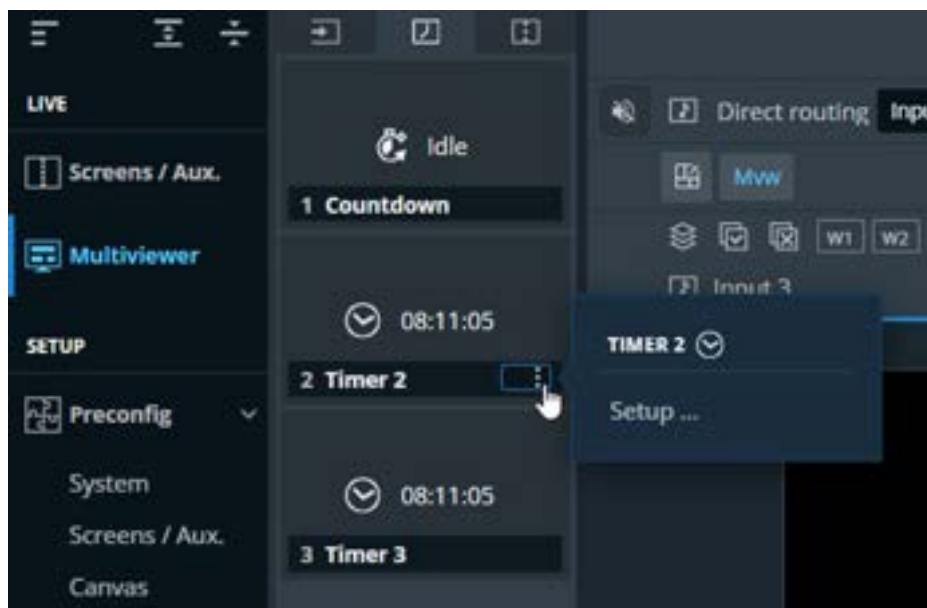 LIVE
Screens / Aux.
Multiviewer
SETUP
Preconfig
System
Screens / Aux.
Canvas
Idle
1 Countdown
08:11:05
2 Timer 2
08:11:05
3 Timer 3
Direct routing Inpu
Mvw
W1 W2
Input 3
TIMER 2
Setup ...